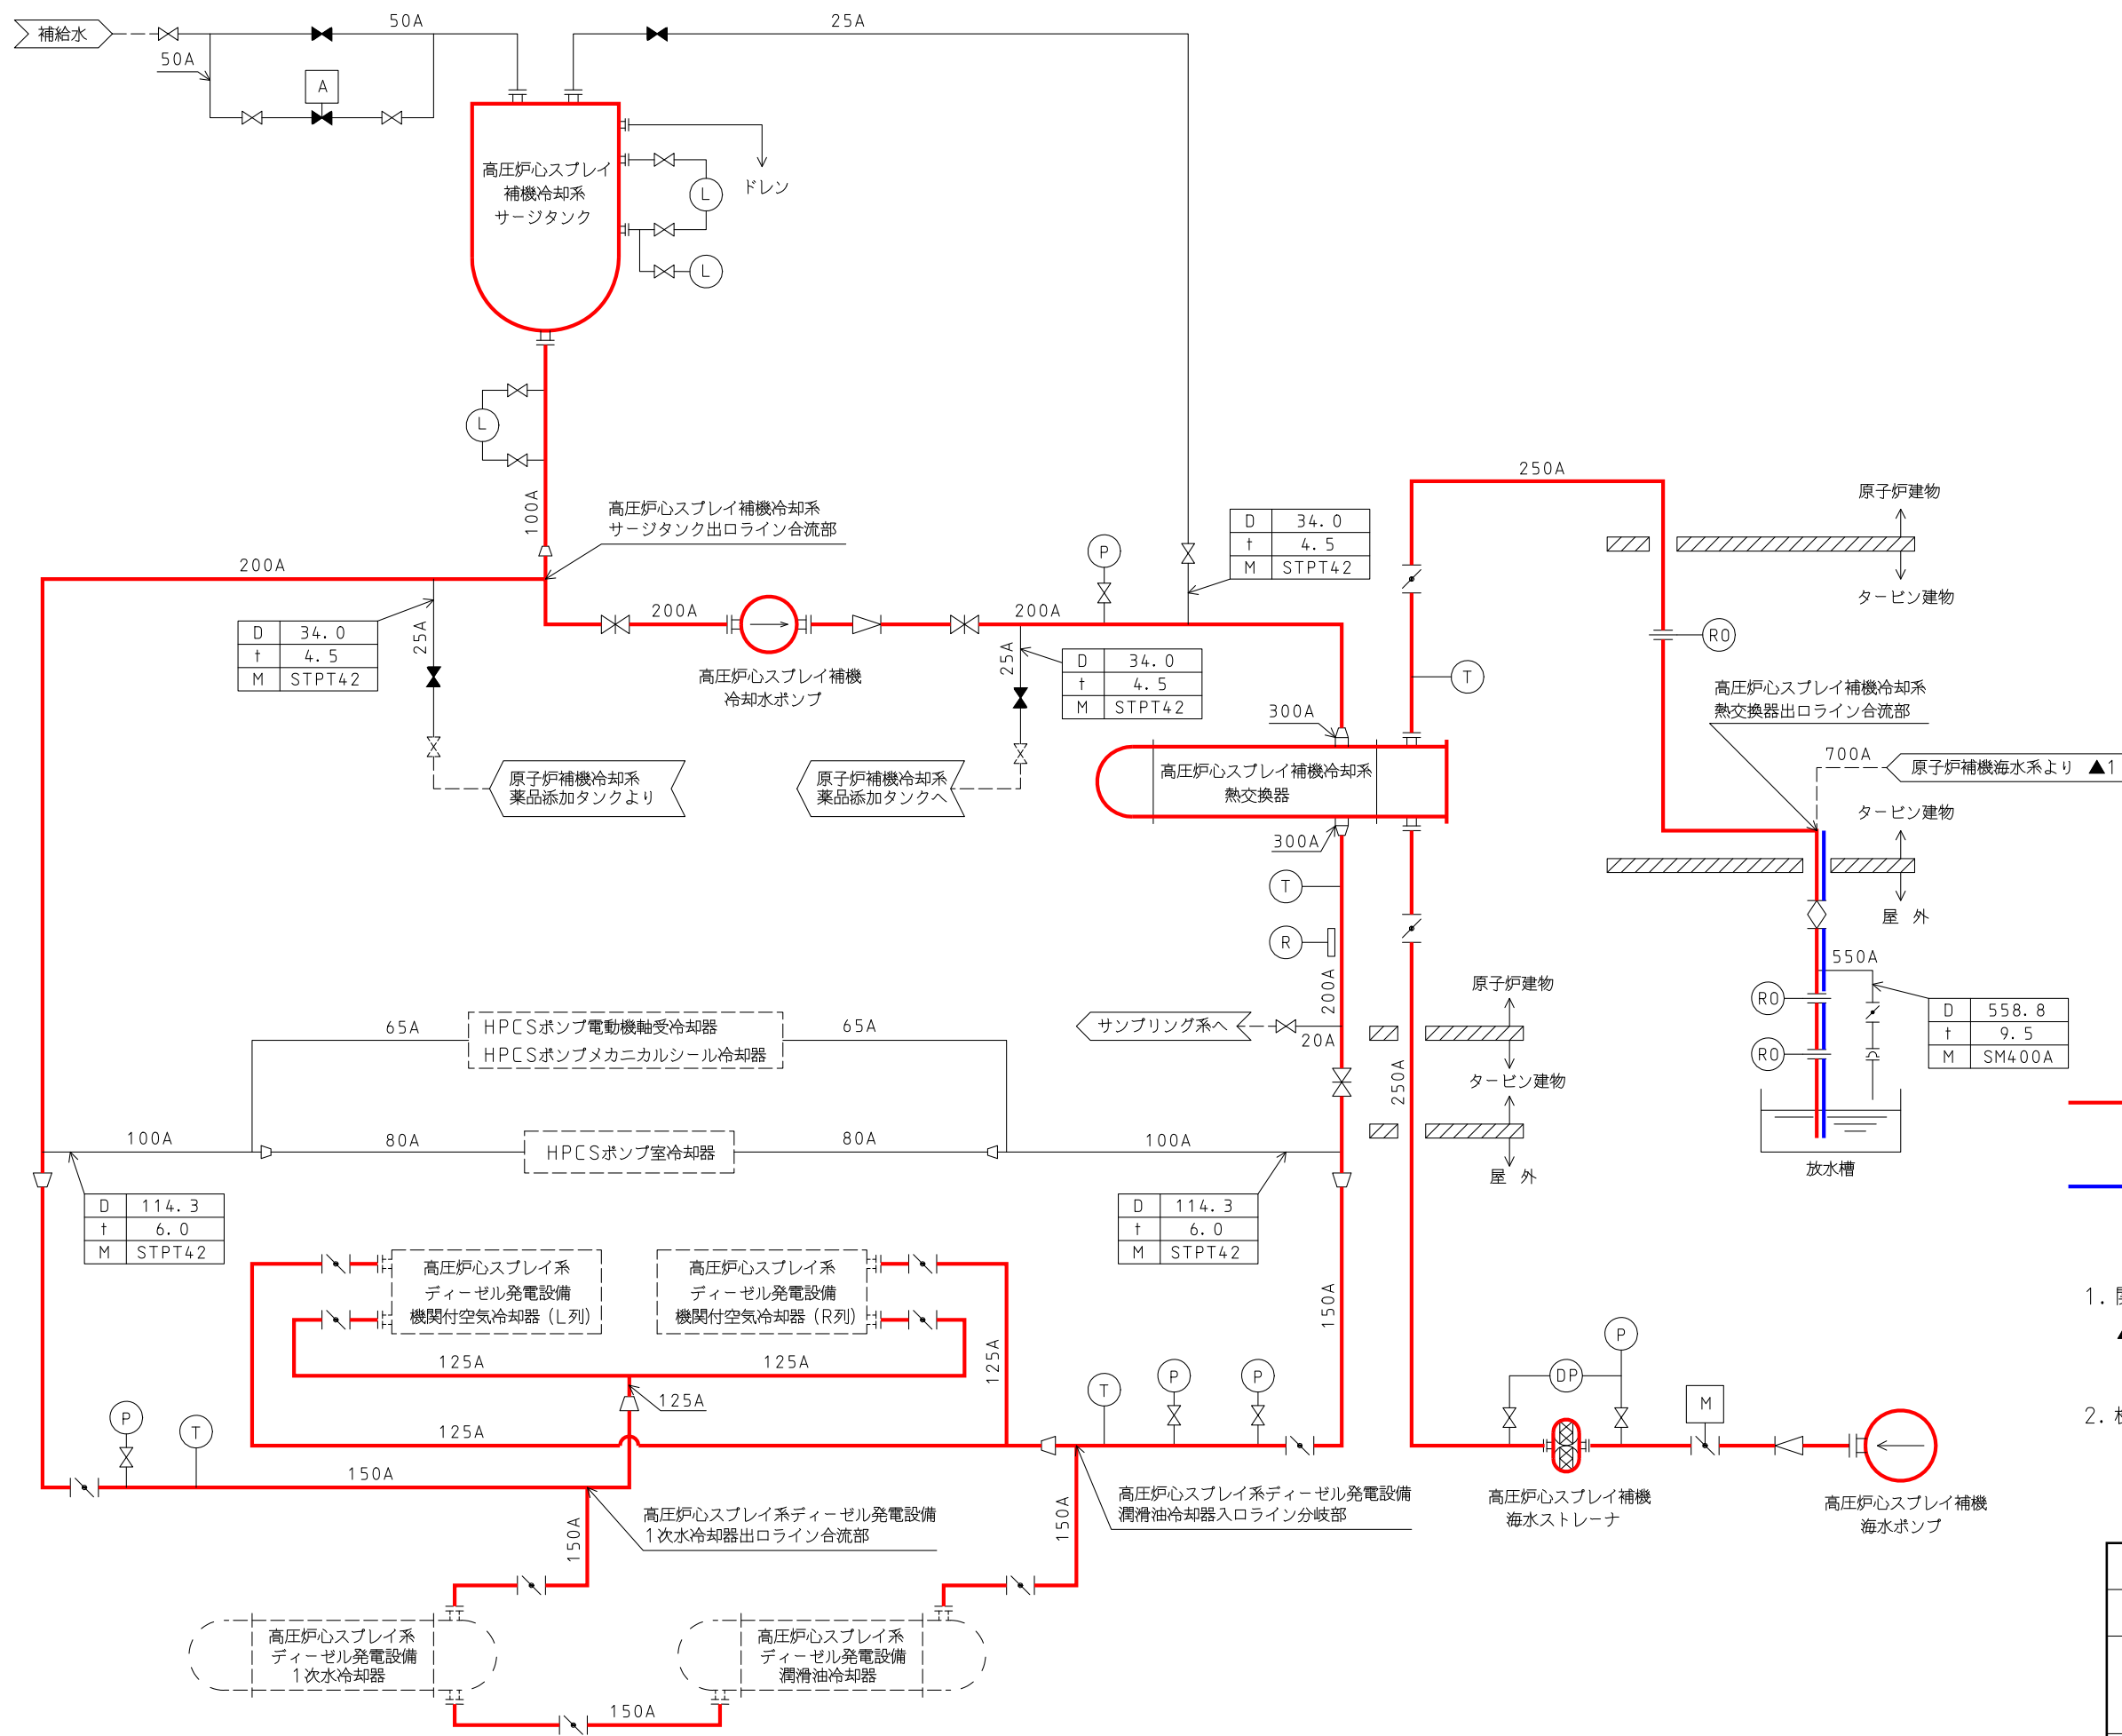 補給水
50A
25A
50A
A
高圧炉心スプレイ
補機冷却系
サージタンク
ドレン
L
L
L
100A
高圧炉心スプレイ補機冷却系
サージタンク出口ライン合流部
200A
D 34.0
t 4.5
M STPT42
25A
200A
高圧炉心スプレイ補機
冷却水ポンプ
P
200A
25A
D 34.0
t 4.5
M STPT42
D 34.0
t 4.5
M STPT42
原子炉補機冷却系
薬品添加タンクより
原子炉補機冷却系
薬品添加タンクへ
300A
高圧炉心スプレイ補機冷却系
熱交換器
300A
T
R
200A
サンプリング系へ
20A
250A
原子炉建物
タービン建物
RO
T
高圧炉心スプレイ補機冷却系
熱交換器出口ライン合流部
700A
原子炉補機海水系より ▲1
タービン建物
屋 外
550A
RO
RO
D 558.8
t 9.5
M SM400A
放水槽
原子炉建物
タービン建物
屋 外
250A
65A
HPCSポンプ電動機軸受冷却器
HPCSポンプメカニカルシール冷却器
65A
100A
80A
HPCSポンプ室冷却器
80A
100A
D 114.3
t 6.0
M STPT42
D 114.3
t 6.0
M STPT42
150A
高圧炉心スプレイ系
ディーゼル発電設備
機関付空気冷却器(L列)
高圧炉心スプレイ系
ディーゼル発電設備
機関付空気冷却器(R列)
125A
125A
125A
125A
125A
P
T
150A
T
P
P
高圧炉心スプレイ系ディーゼル発電設備
1次水冷却器出口ライン合流部
150A
高圧炉心スプレイ系ディーゼル発電設備
潤滑油冷却器入口ライン分岐部
150A
高圧炉心スプレイ系
ディーゼル発電設備
1次水冷却器
高圧炉心スプレイ系
ディーゼル発電設備
潤滑油冷却器
150A
P
DP
M
高圧炉心スプレイ補機
海水ストレーナ
高圧炉心スプレイ補機
海水ポンプ
1.
2.